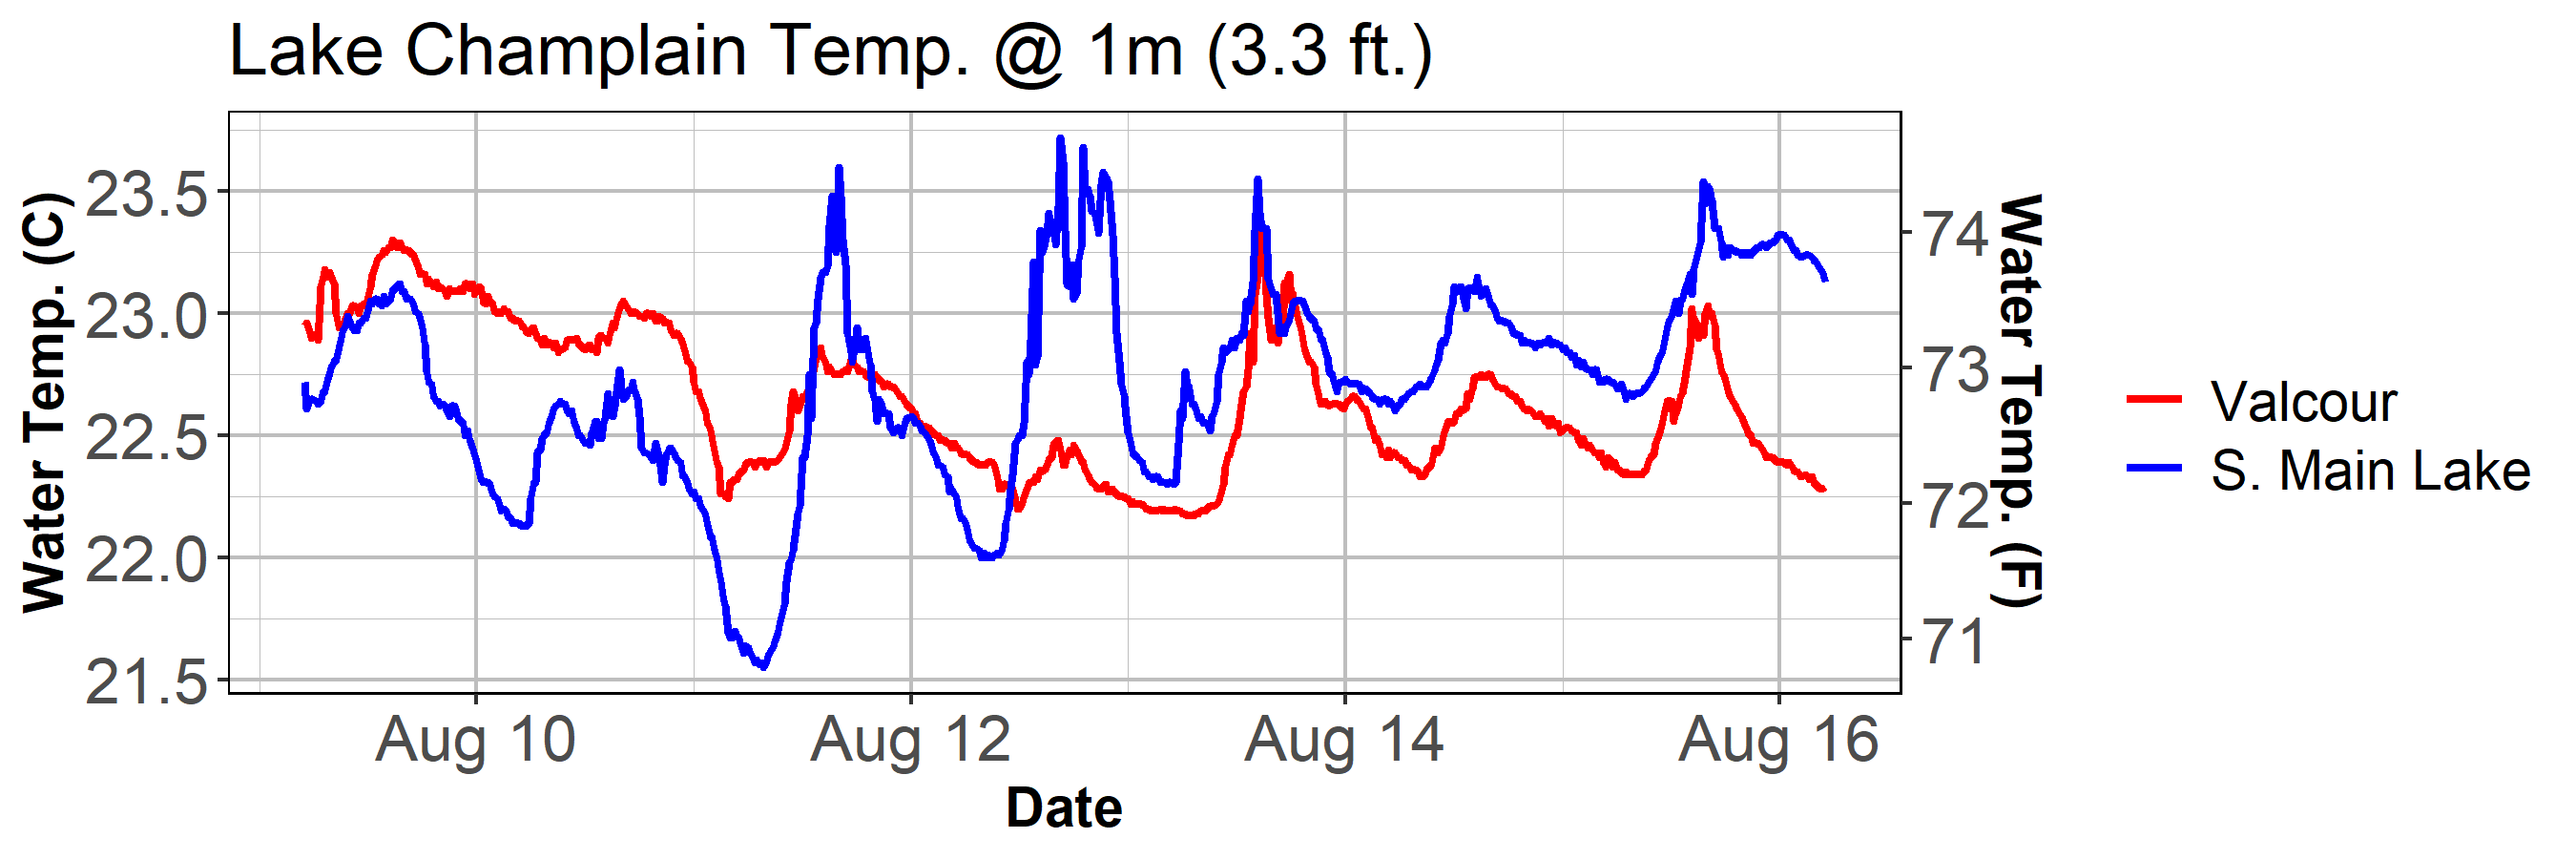 Lake Champlain Temp. @ 1m (3.3 ft.)
Water Temp. (C)
23.5
23.0
22.5
22.0
21.5
74
73
72
71
Water Temp. (F)
Aug 10
Aug 12
Aug 14
Aug 16
Date
Valcour
S. Main Lake